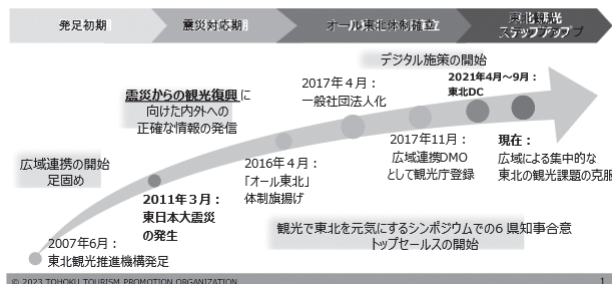 発足初期
震災対応期
オール東北体制確立
東北観光
ステップアップ
デジタル施策の開始
2021年4月～9月：
東北DC
2017年４月：
一般社団法人化
震災からの観光復興に
向けた内外への
正確な情報の発信
広域連携の開始
足固め
2011年３月：
東日本大震災
の発生
2016年４月：
「オール東北」
体制旗揚げ
2017年11月：
広域連携DMO
として観光庁登録
現在：
広域による集中的な
東北の観光課題の克服
2007年6月：
東北観光推進機構発足
観光で東北を元気にするシンポジウムでの6 県知事合意
トップセールスの開始
© 2023 TOHOKU TOURISM PROMOTION ORGANIZATION
1